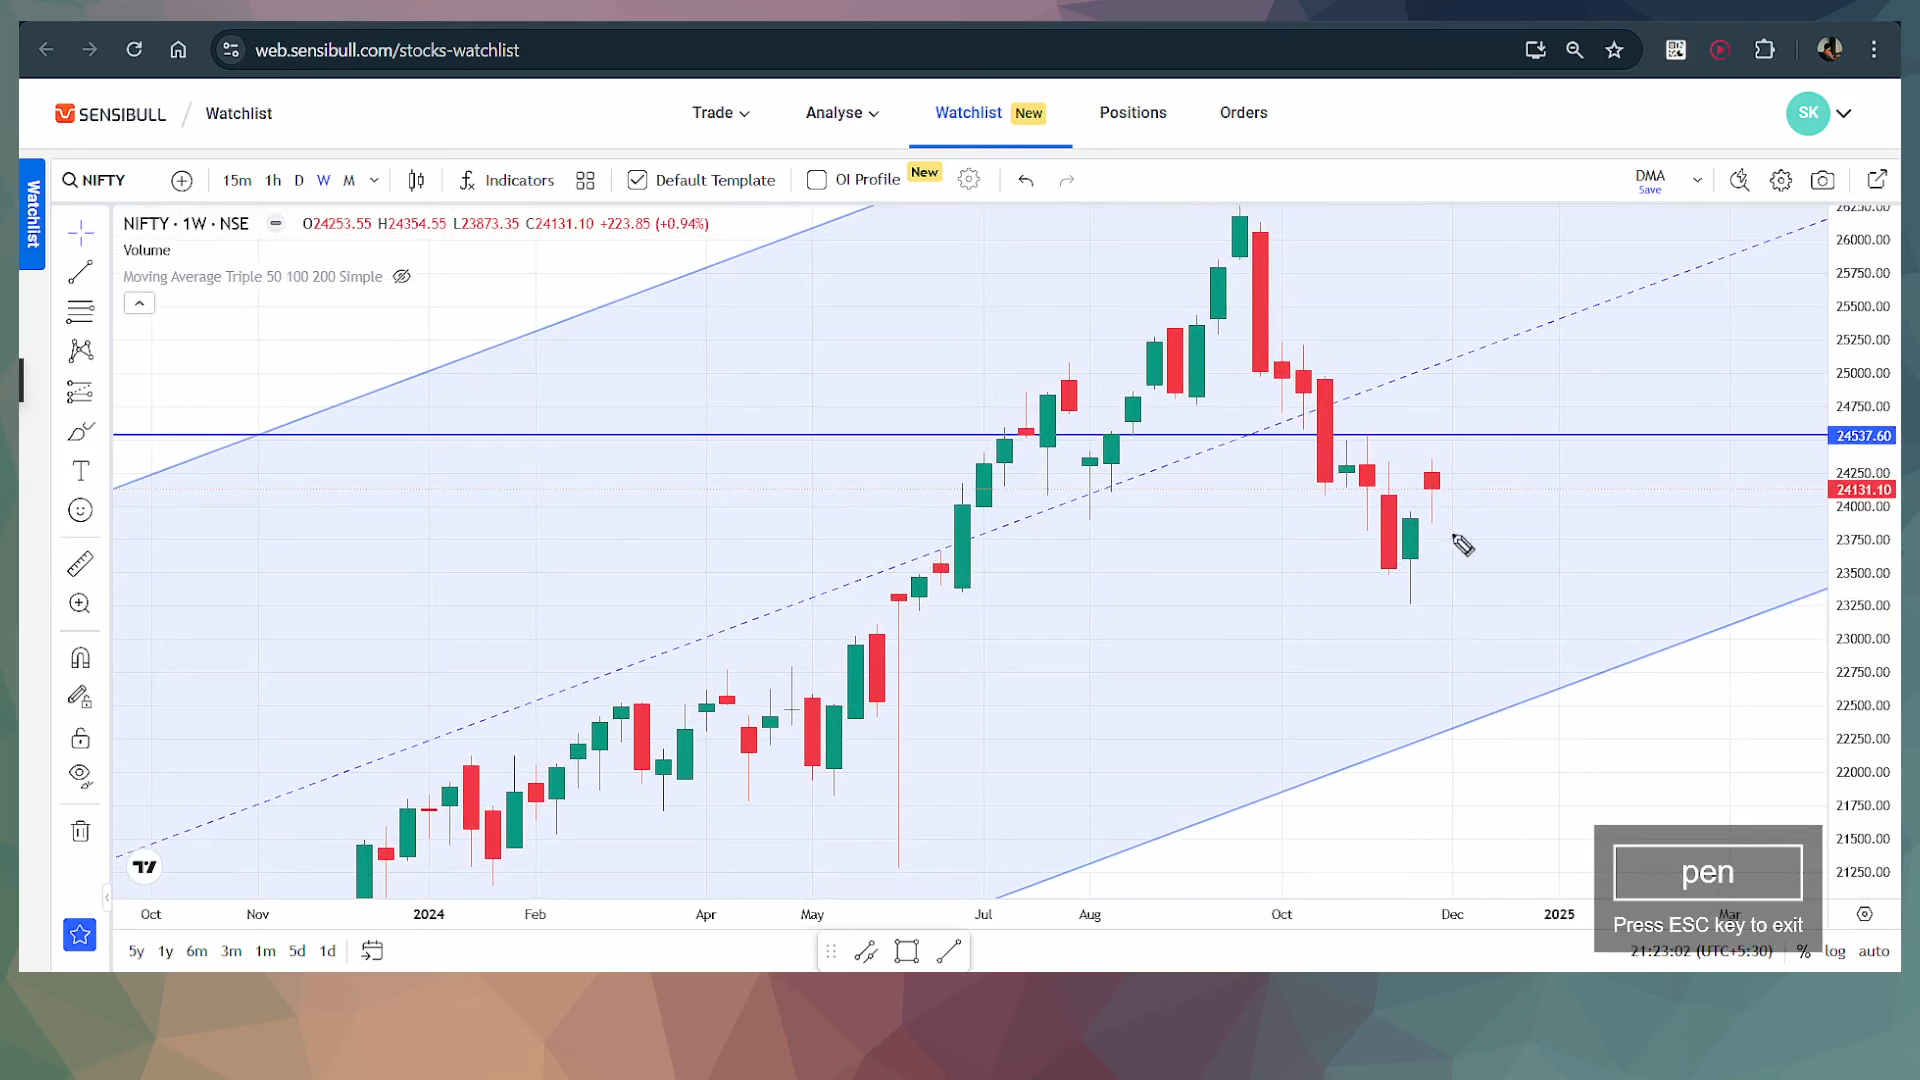 web.sensibull.com/stocks-watchlist
SENSIBULL / Watchlist
Trade
Analyse
Watchlist New
Positions
Orders
SK
Watchlist
NIFTY
15m 1h D W M
Indicators
Default Template
OI Profile New
DMA
Save
NIFTY · 1W · NSE
O24253.55 H24354.55 L23873.35 C24131.10 +223.85 (+0.94%)
Volume
Moving Average Triple 50 100 200 Simple
26250.00
26000.00
25750.00
25500.00
25250.00
25000.00
24750.00
24537.60
24250.00
24131.10
24000.00
23750.00
23500.00
23250.00
23000.00
22750.00
22500.00
22250.00
22000.00
21750.00
21500.00
21250.00
pen
Press ESC key to exit
Oct Nov 2024 Feb Apr May Jul Aug Oct Dec 2025 Mar
5y 1y 6m 3m 1m 5d 1d
21:23:02 (UTC+5:30) % log auto